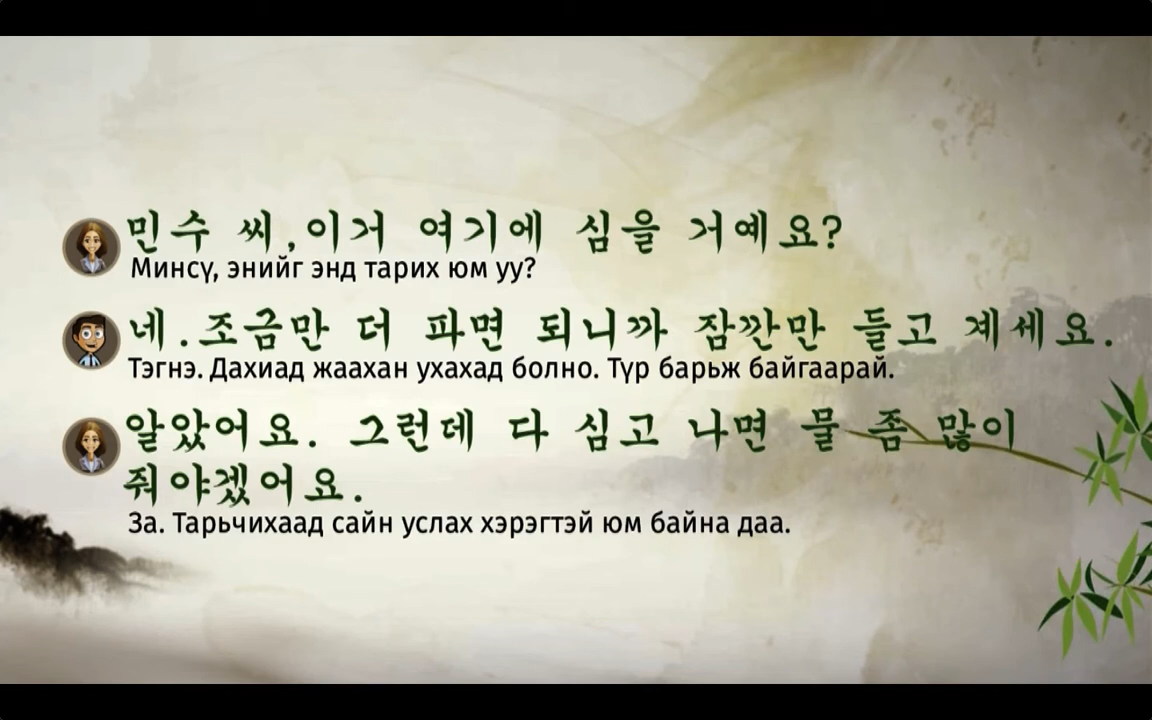 민수 씨,이거 여기에 심을 거예요?
Минсү, энийг энд тарих юм уу?
네.조금만 더 파면 되니까 잠깐만 들고 계세요.
Тэгнэ. Дахиад жаахан ухахад болно. Түр барьж байгаарай.
알았어요. 그런데 다 심고 나면 물 좀 많이
줘야겠어요.
За. Тарьчихаад сайн услах хэрэгтэй юм байна даа.